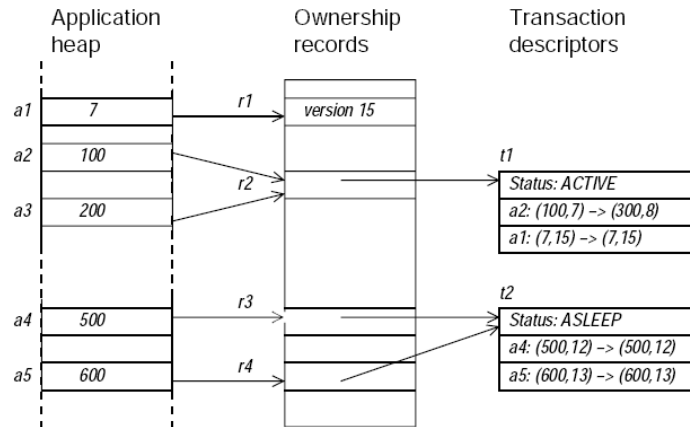 Application heap
Ownership records
Transaction descriptors
a1 7 r1 version 15
a2 100
t1
r2
Status: ACTIVE
a3 200
a2: (100,7) –> (300,8)
a1: (7,15) –> (7,15)
r3
t2
a4 500
Status: ASLEEP
a4: (500,12) –> (500,12)
r4
a5 600
a5: (600,13) –> (600,13)